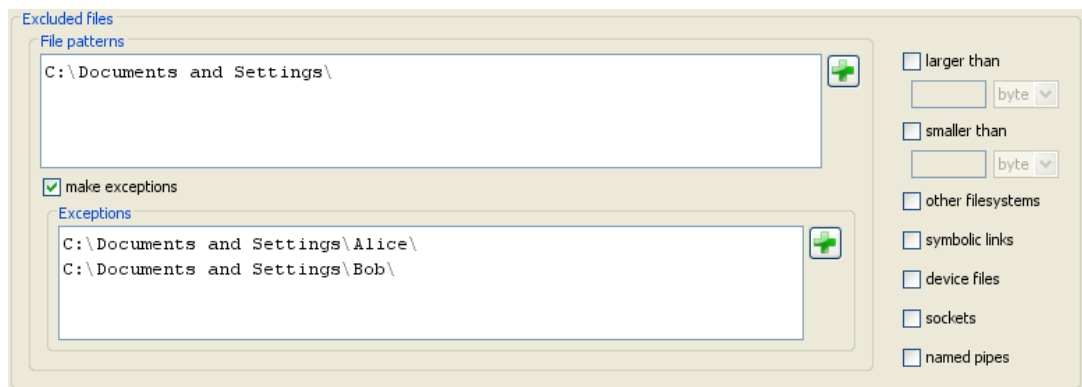 Excluded files
File patterns
C:\Documents and Settings\
make exceptions
Exceptions
C:\Documents and Settings\Alice\
C:\Documents and Settings\Bob\
larger than
byte
smaller than
byte
other filesystems
symbolic links
device files
sockets
named pipes